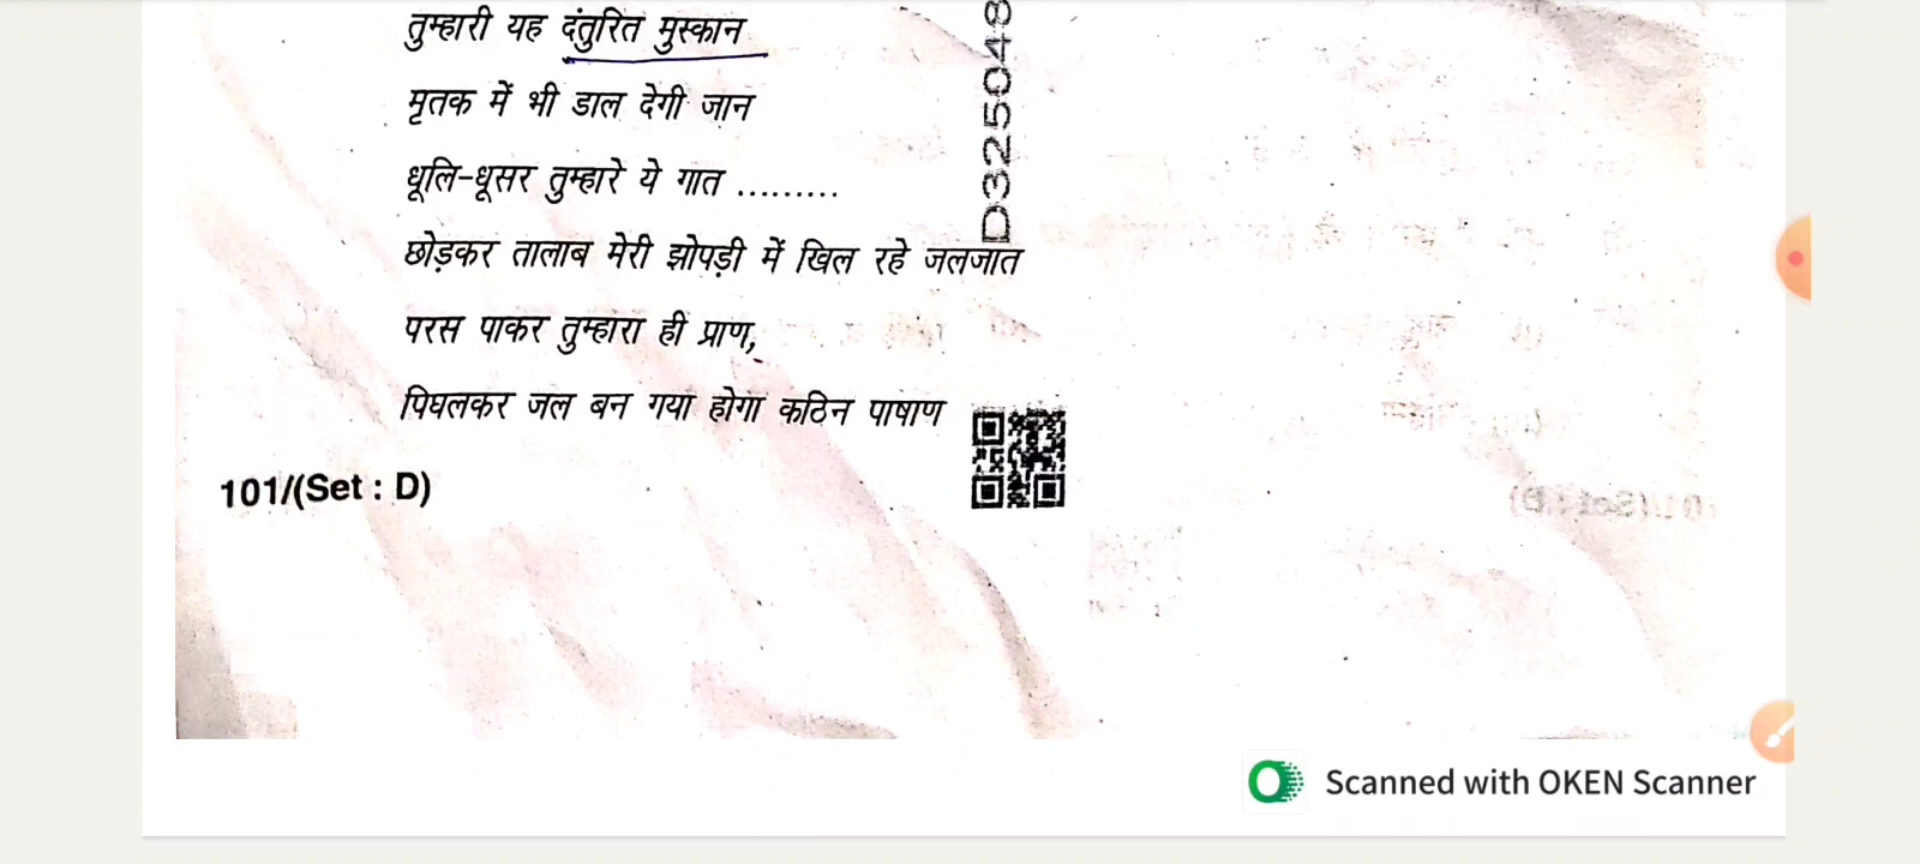 तुम्हारी यह दंतुरित मुस्कान
मृतक में भी डाल देगी जान
धूलि-धूसर तुम्हारे ये गात .........
छोड़कर तालाब मेरी झोपड़ी में खिल रहे जलजात
परस पाकर तुम्हारा ही प्राण,
पिघलकर जल बन गया होगा कठिन पाषाण
D3225048
101/(Set : D)
Scanned with OKEN Scanner